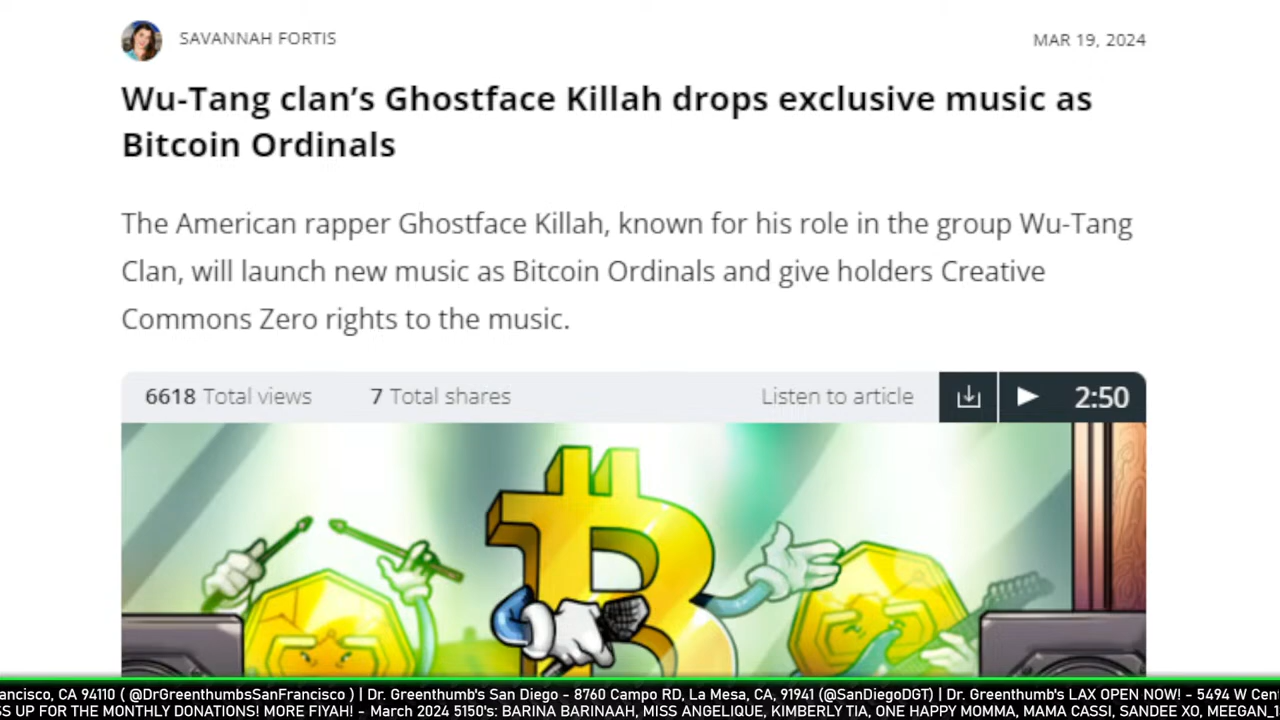 SAVANNAH FORTIS
MAR 19, 2024
Wu-Tang clan's Ghostface Killah drops exclusive music as
Bitcoin Ordinals
The American rapper Ghostface Killah, known for his role in the group Wu-Tang
Clan, will launch new music as Bitcoin Ordinals and give holders Creative
Commons Zero rights to the music.
6618 Total views 7 Total shares Listen to article 2:50
ancisco, CA 94110 ( @DrGreenthumbsSanFrancisco ) | Dr. Greenthumb's San Diego - 8760 Campo RD, La Mesa, CA, 91941 (@SanDiegoDGT) | Dr. Greenthumb's LAX OPEN NOW! - 5494 W Cen
SS UP FOR THE MONTHLY DONATIONS! MORE FIYAH! - March 2024 5150's: BARINA BARINAAH, MISS ANGELIQUE, KIMBERLY TIA, ONE HAPPY MOMMA, MAMA CASSI, SANDEE XO, MEEGAN_1